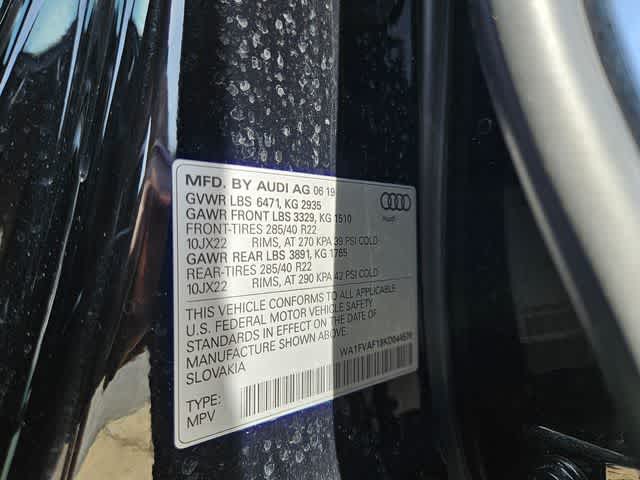 MFD. BY AUDI AG 06 19
GVWR LBS 6471, KG 2935
GAWR FRONT LBS 3329, KG 1510
FRONT-TIRES 285/40 R22
10JX22 RIMS, AT 270 KPA 39 PSI COLD
GAWR REAR LBS 3891, KG 1765
REAR-TIRES 285/40 R22
10JX22 RIMS, AT 290 KPA 42 PSI COLD
Audi
THIS VEHICLE CONFORMS TO ALL APPLICABLE
U.S. FEDERAL MOTOR VEHICLE SAFETY
STANDARDS IN EFFECT ON THE DATE OF
MANUFACTURE SHOWN ABOVE.
SLOVAKIA
TYPE:
MPV